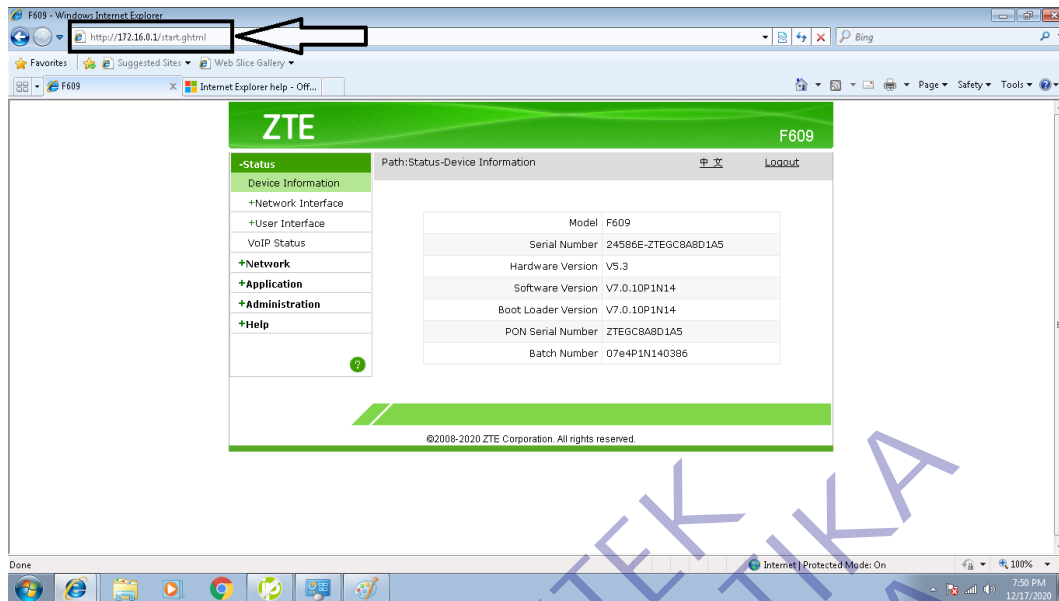 F609 - Windows Internet Explorer
http://172.16.0.1/start.ghtml
Bing
Favorites Suggested Sites Web Slice Gallery
F609 X Internet Explorer help - Off... Page Safety Tools
ZTE
F609
-Status Path:Status-Device Information 中文 Logout
Device Information
+Network Interface
+User Interface
VoIP Status
+Network
+Application
+Administration
+Help
?
Model F609
Serial Number 24586E-ZTEGC8A8D1A5
Hardware Version V5.3
Software Version V7.0.10P1N14
Boot Loader Version V7.0.10P1N14
PON Serial Number ZTEGC8A8D1A5
Batch Number 07e4P1N140386
©2008-2020 ZTE Corporation. All rights reserved.
TEK
TIKA
Done Internet | Protected Mode: On 100%
7:50 PM
12/17/2020